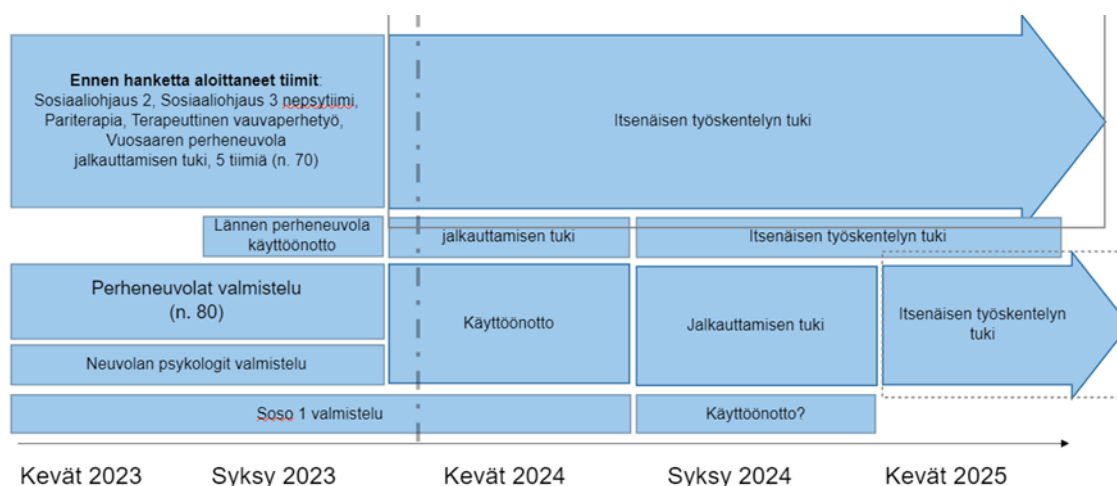 Ennen hanketta aloittaneet tiimit:
Sosiaaliohjaus 2, Sosiaaliohjaus 3 nepsytiimi,
Pariterapia, Terapeuttinen vauvaperhetyö,
Vuosaaren perheneuvola
jalkauttamisen tuki, 5 tiimiä (n. 70)
Itsenäisen työskentelyn tuki
Lännen perheneuvola
käyttöönotto
jalkauttamisen tuki
Itsenäisen työskentelyn tuki
Perheneuvolat valmistelu
(n. 80)
Neuvolan psykologit valmistelu
Käyttöönotto
Jalkauttamisen tuki
Itsenäisen työskentelyn
tuki
Soso 1 valmistelu
Käyttöönotto?
Kevät 2023
Syksy 2023
Kevät 2024
Syksy 2024
Kevät 2025